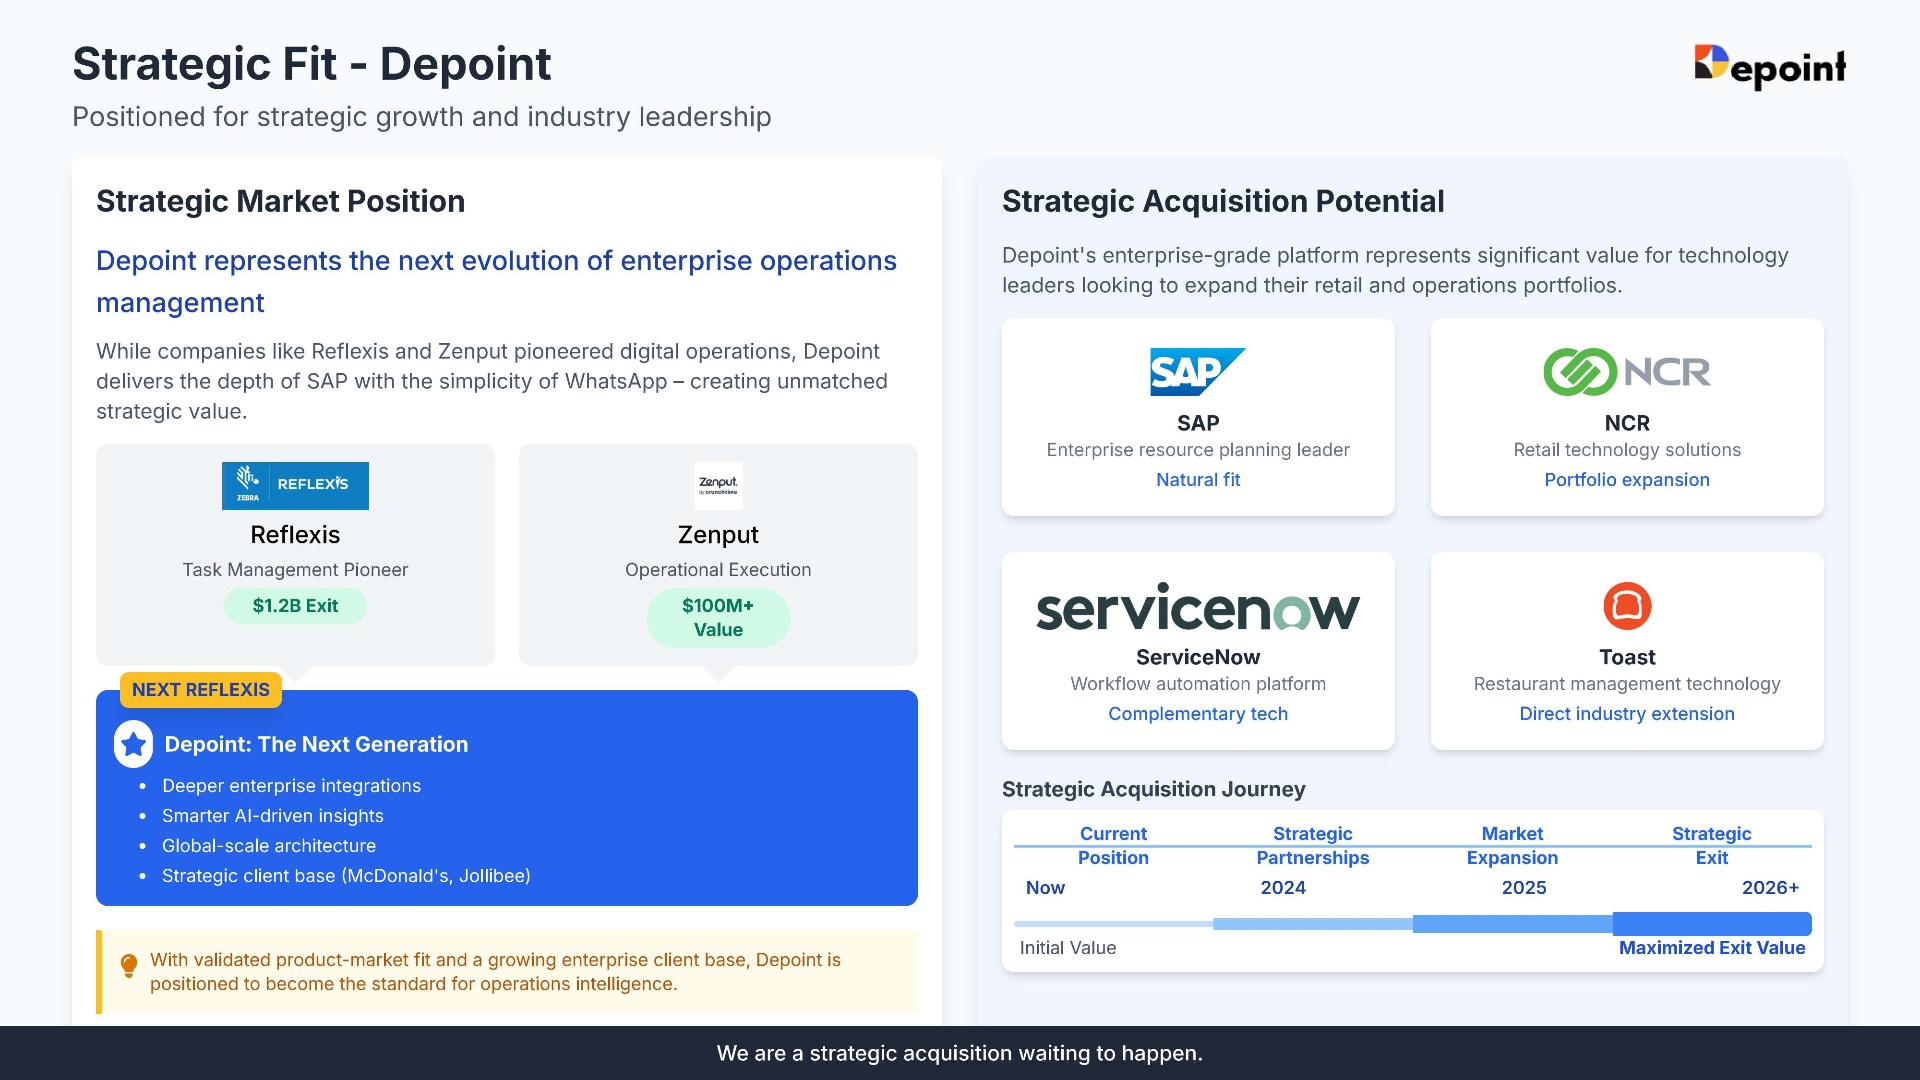 Strategic Fit - Depoint
Depoint
Positioned for strategic growth and industry leadership
Strategic Market Position
Depoint represents the next evolution of enterprise operations
management
While companies like Reflexis and Zenput pioneered digital operations, Depoint
delivers the depth of SAP with the simplicity of WhatsApp – creating unmatched
strategic value.
ZEBRA
REFLEXIS
Reflexis
Task Management Pioneer
$1.2B Exit
Zenput.
by crunchtime
Zenput
Operational Execution
$100M+
Value
NEXT REFLEXIS
Depoint: The Next Generation
• Deeper enterprise integrations
• Smarter AI-driven insights
• Global-scale architecture
• Strategic client base (McDonald's, Jollibee)
With validated product-market fit and a growing enterprise client base, Depoint is
positioned to become the standard for operations intelligence.
Strategic Acquisition Potential
Depoint's enterprise-grade platform represents significant value for technology
leaders looking to expand their retail and operations portfolios.
SAP
SAP
Enterprise resource planning leader
Natural fit
NCR
NCR
Retail technology solutions
Portfolio expansion
servicenow
ServiceNow
Workflow automation platform
Complementary tech
Toast
Restaurant management technology
Direct industry extension
Strategic Acquisition Journey
Current
Position
Strategic
Partnerships
Market
Expansion
Strategic
Exit
Now
2024
2025
2026+
Initial Value
Maximized Exit Value
We are a strategic acquisition waiting to happen.